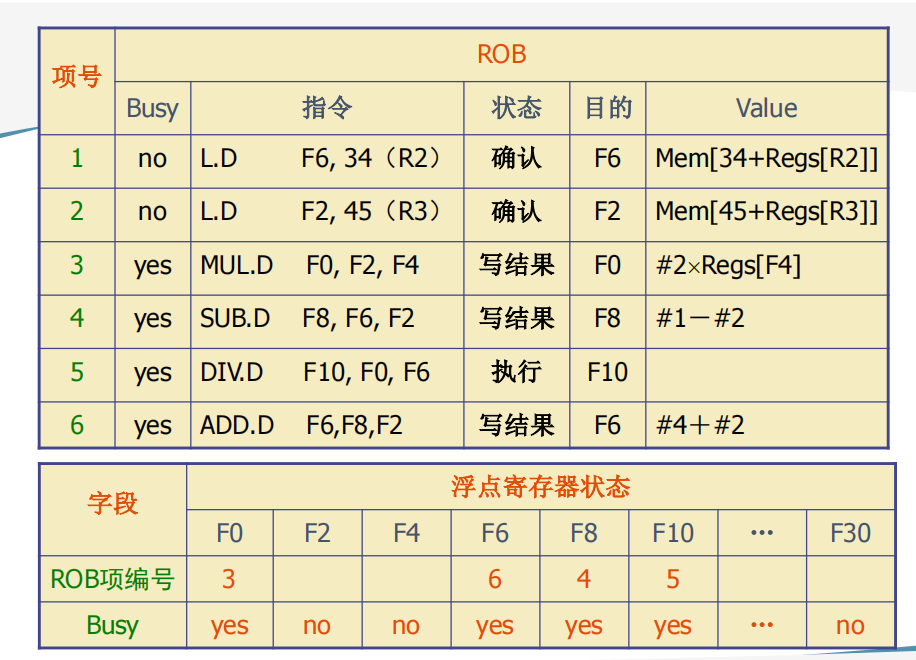 项号 ROB
Busy 指令 状态 目的 Value
1 no L.D F6, 34（R2） 确认 F6 Mem[34+Regs[R2]]
2 no L.D F2, 45（R3） 确认 F2 Mem[45+Regs[R3]]
3 yes MUL.D F0, F2, F4 写结果 F0 #2×Regs[F4]
4 yes SUB.D F8, F6, F2 写结果 F8 #1－#2
5 yes DIV.D F10, F0, F6 执行 F10
6 yes ADD.D F6,F8,F2 写结果 F6 #4＋#2
字段 浮点寄存器状态
F0 F2 F4 F6 F8 F10 … F30
ROB项编号 3 6 4 5
Busy yes no no yes yes yes … no